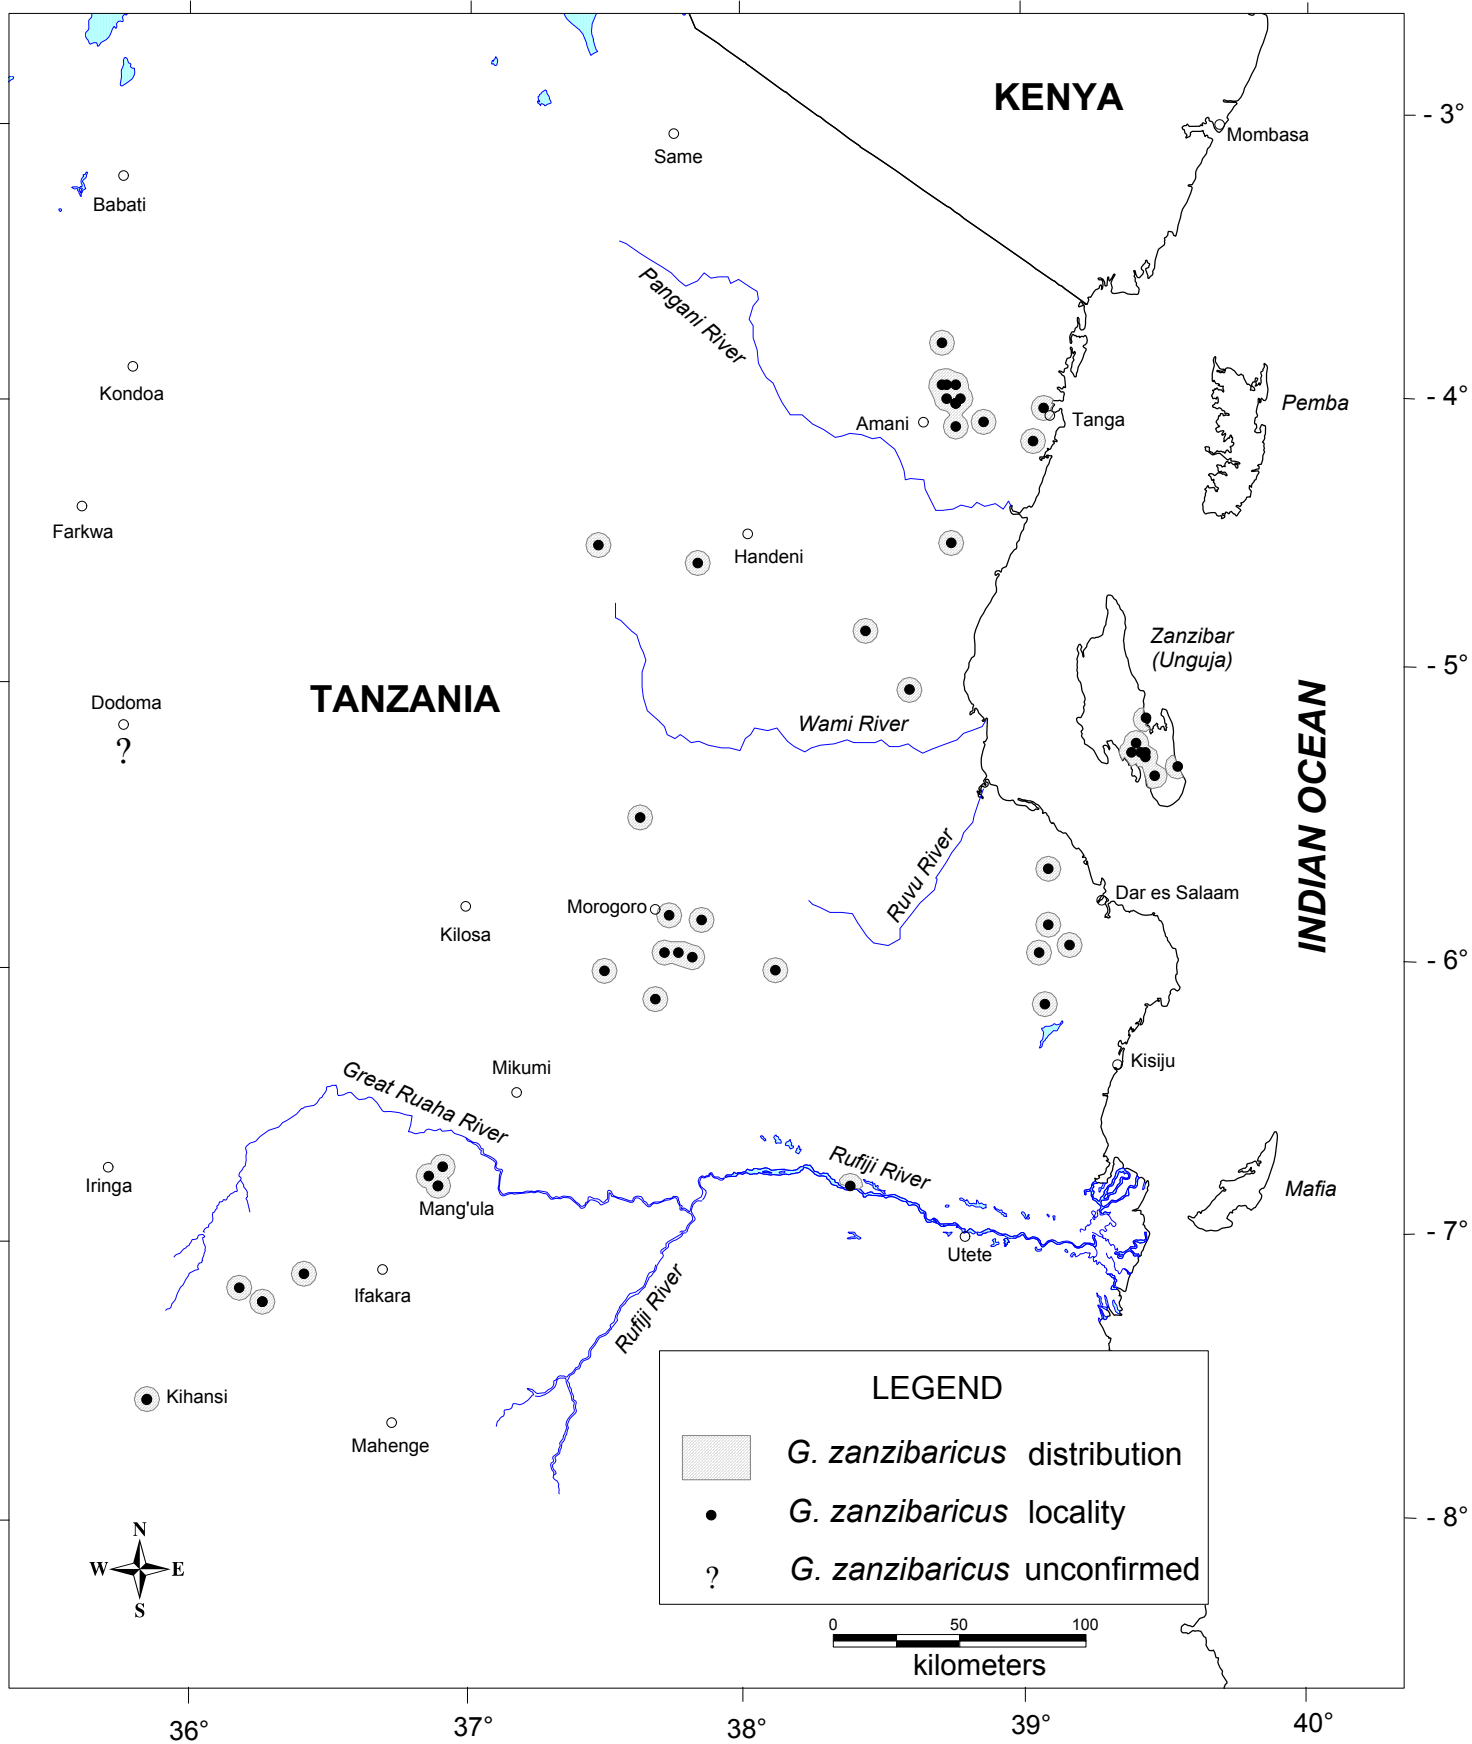 KENYA
- 3°
Mombasa
Same
Babati
Pangani River
Kondoa
- 4°
Pemba
Amani
Tanga
Farkwa
Handeni
Zanzibar
(Unguja)
- 5°
TANZANIA
Dodoma
?
Wami River
INDIAN OCEAN
Ruvu River
Dar es Salaam
Morogoro
Kilosa
- 6°
Kisiju
Mikumi
Great Ruaha River
Rufiji River
Iringa
Mang'ula
Mafia
- 7°
Utete
Ifakara
Rufiji River
Kihansi
Mahenge
LEGEND
G. zanzibaricus distribution
G. zanzibaricus locality
? G. zanzibaricus unconfirmed
- 8°
N
W E
S
0 50 100
kilometers
36° 37° 38° 39° 40°